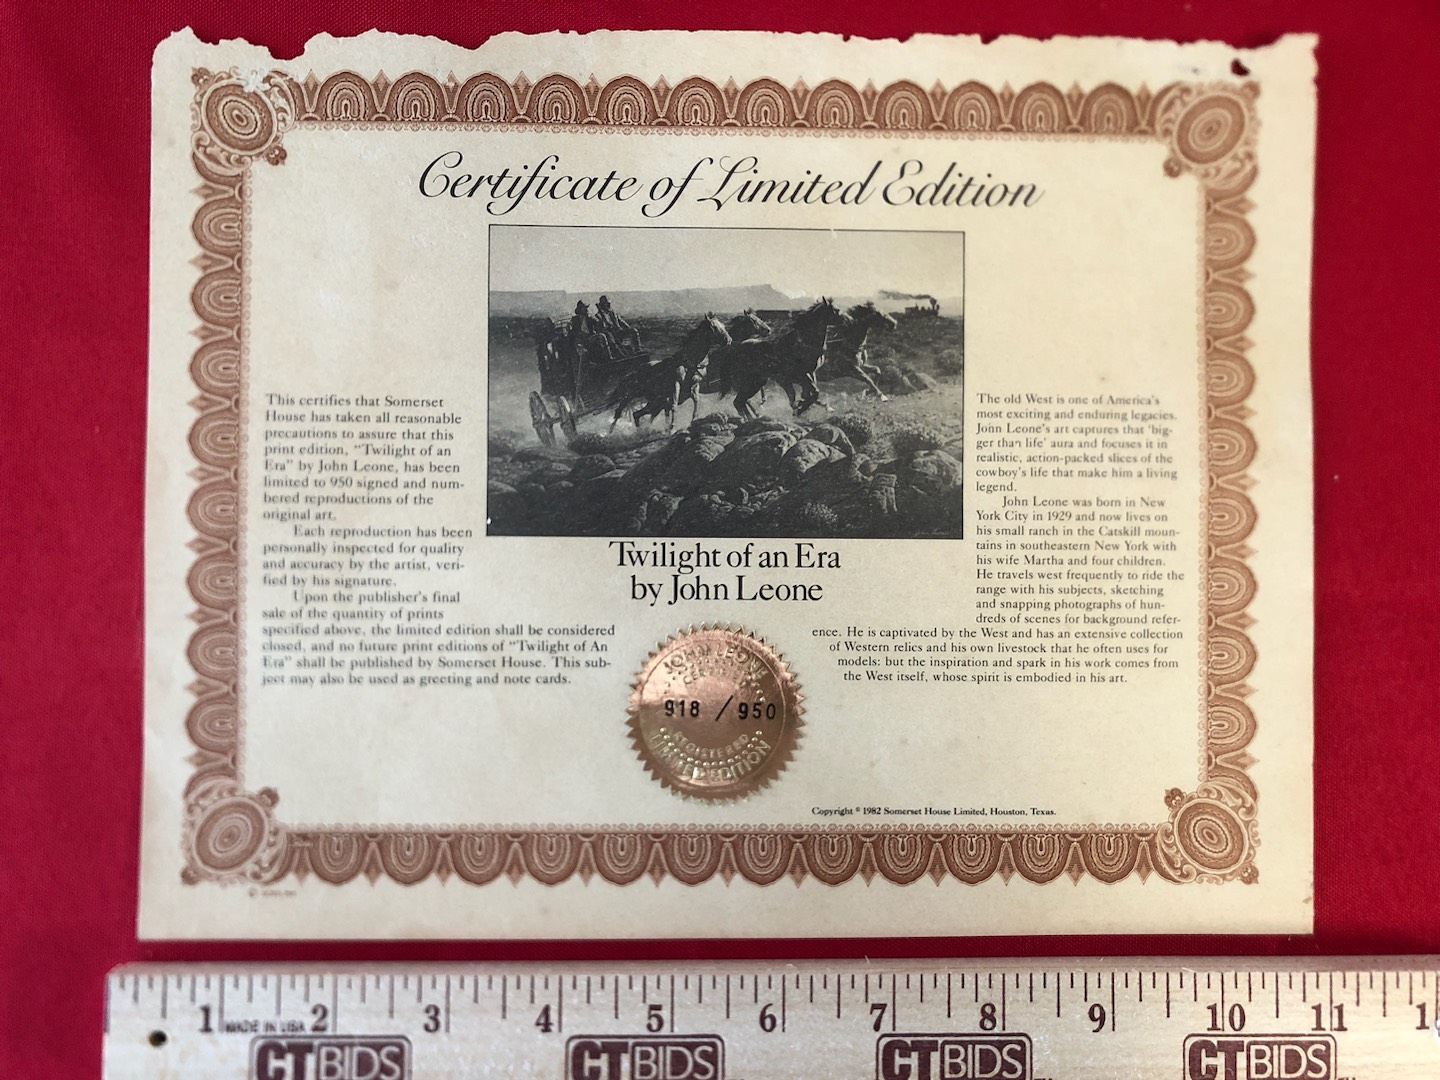 Certificate of Limited Edition
This certifies that Somerset
House has taken all reasonable
precautions to assure that this
print edition, "Twilight of an
Era" by John Leone, has been
limited to 950 signed and num-
bered reproductions of the
original art.
Each reproduction has been
personally inspected for quality
and accuracy by the artist, veri-
fied by his signature.
Upon the publisher's final
sale of the quantity of prints
specified above, the limited edition shall be considered
closed, and no future print editions of "Twilight of An
Era" shall be published by Somerset House. This sub-
ject may also be used as greeting and note cards.
Twilight of an Era
by John Leone
The old West is one of America's
most exciting and enduring legacies.
John Leone's art captures that 'big-
ger than life' aura and focuses it in
realistic, action-packed slices of the
cowboy's life that make him a living
legend.
John Leone was born in New
York City in 1929 and now lives on
his small ranch in the Catskill moun-
tains in southeastern New York with
his wife Martha and four children.
He travels west frequently to ride the
range with his subjects, sketching
and snapping photographs of hun-
dreds of scenes for background refer-
ence. He is captivated by the West and has an extensive collection
of Western relics and his own livestock that he often uses for
models: but the inspiration and spark in his work comes from
the West itself, whose spirit is embodied in his art.
JOHN LEONE
918 / 950
REGISTERED
LIMITED EDITION
Copyright © 1982 Somerset House Limited, Houston, Texas.
1 2 3 4 5 6 7 8 9 10 11
MADE IN USA
CTBIDS CTBIDS CTBIDS CTBIDS